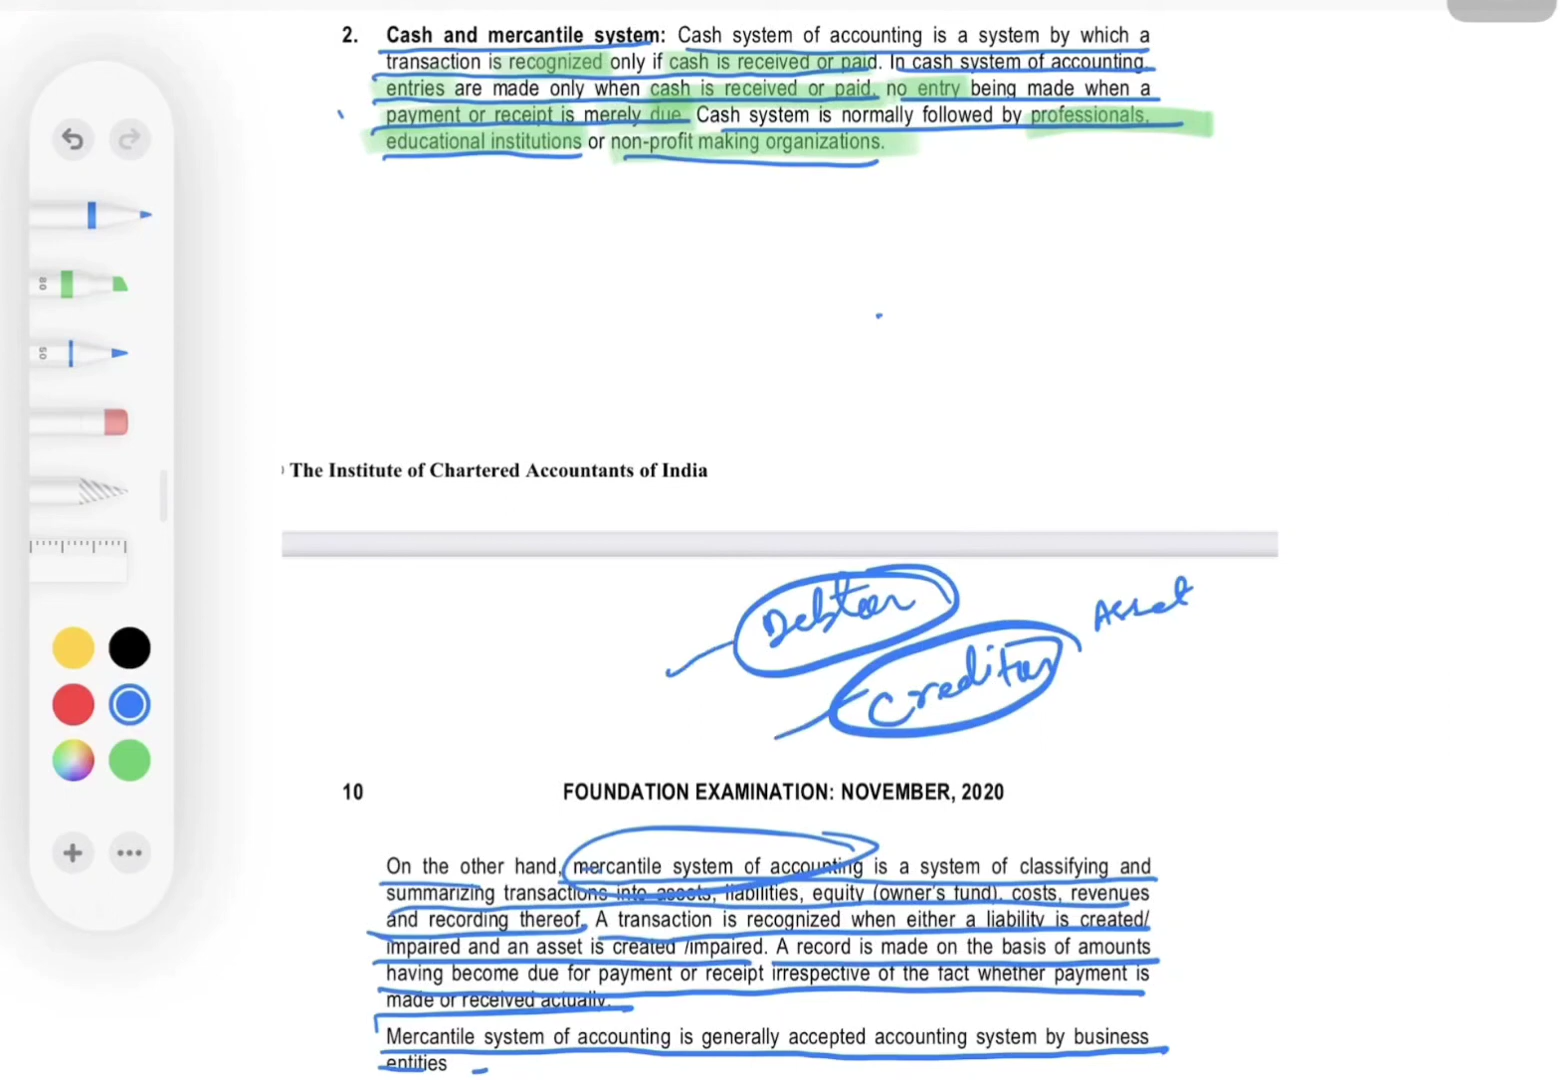 2. Cash and mercantile system: Cash system of accounting is a system by which a
transaction is recognized only if cash is received or paid. In cash system of accounting
entries are made only when cash is received or paid, no entry being made when a
payment or receipt is merely due. Cash system is normally followed by professionals,
educational institutions or non-profit making organizations.
80
50
The Institute of Chartered Accountants of India
Debtor
Asset
Creditor
10 FOUNDATION EXAMINATION: NOVEMBER, 2020
On the other hand, mercantile system of accounting is a system of classifying and
summarizing transactions into assets, liabilities, equity (owner's fund), costs, revenues
and recording thereof. A transaction is recognized when either a liability is created/
impaired and an asset is created /impaired. A record is made on the basis of amounts
having become due for payment or receipt irrespective of the fact whether payment is
made or received actually.
Mercantile system of accounting is generally accepted accounting system by business
entities